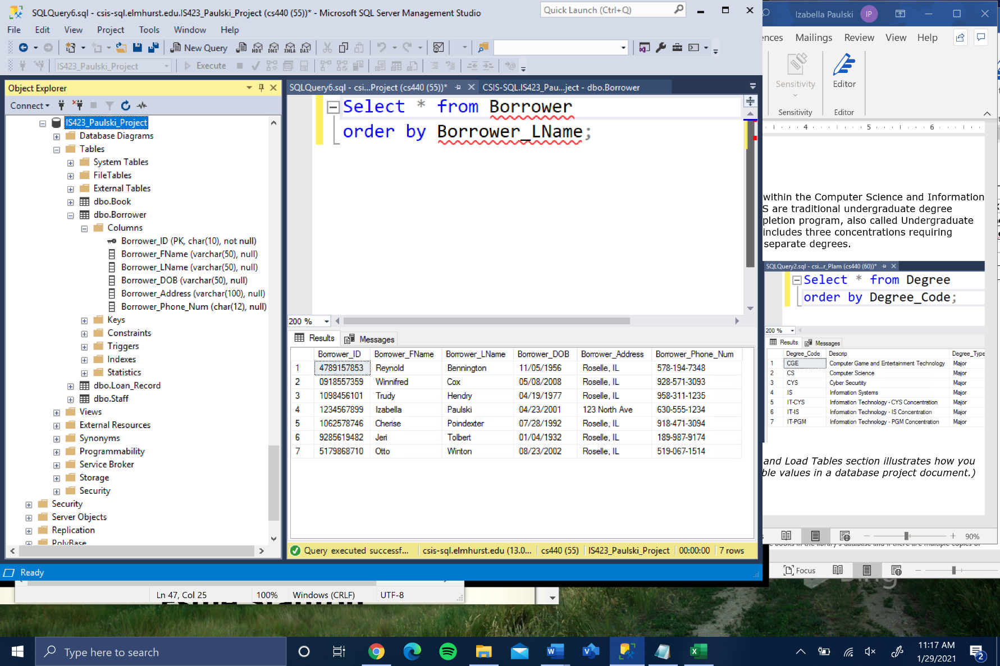 SQLQuery6.sql - csis-sql.elmhurst.edu.IS423_Paulski_Project (cs440 (55))* - Microsoft SQL Server Management Studio
Quick Launch (Ctrl+Q)
File Edit View Project Tools Window Help
New Query
MDX DMX XMLA DAX
IS423_Paulski_Project
Execute
Object Explorer
Connect
IS423_Paulski_Project
Database Diagrams
Tables
System Tables
FileTables
External Tables
dbo.Book
dbo.Borrower
Columns
Borrower_ID (PK, char(10), not null)
Borrower_FName (varchar(50), null)
Borrower_LName (varchar(50), null)
Borrower_DOB (varchar(50), null)
Borrower_Address (varchar(100), null)
Borrower_Phone_Num (char(12), null)
Keys
Constraints
Triggers
Indexes
Statistics
dbo.Loan_Record
dbo.Staff
Views
External Resources
Synonyms
Programmability
Service Broker
Storage
Security
Security
Server Objects
Replication
PolyBase
SQLQuery6.sql - csi...Project (cs440 (55))* CSIS-SQL.IS423_Pau...ject - dbo.Borrower
Select * from Borrower
order by Borrower_LName;
200 %
Results Messages
Borrower_ID Borrower_FName Borrower_LName Borrower_DOB Borrower_Address Borrower_Phone_Num
1 4789157853 Reynold Bennington 11/05/1956 Roselle, IL 578-194-7348
2 0918557359 Winnifred Cox 05/08/2008 Roselle, IL 928-571-3093
3 1098456101 Trudy Hendry 04/19/1977 Roselle, IL 958-311-1235
4 1234567899 Izabella Paulski 04/23/2001 123 North Ave 630-555-1234
5 1062578746 Cherise Poindexter 07/28/1992 Roselle, IL 918-471-3094
6 9285619482 Jeri Tolbert 01/04/1932 Roselle, IL 189-987-9174
7 5179868710 Otto Winton 08/23/2002 Roselle, IL 519-067-1514
Query executed successf... csis-sql.elmhurst.edu (13.0... cs440 (55) IS423_Paulski_Project 00:00:00 7 rows
Ready
Ln 47, Col 25 100% Windows (CRLF) UTF-8
Izabella Paulski IP
ences Mailings Review View Help
Sensitivity
Editor
Sensitivity Editor
4 5 6
within the Computer Science and Information
S are traditional undergraduate degree
pletion program, also called Undergraduate
includes three concentrations requiring
separate degrees.
SQLQuery2.sql - csi...r_Plam (cs440 (60))*
Select * from Degree
order by Degree_Code;
200 %
Results Messages
Degree_Code Descrip Degree_Type
1 CGE Computer Game and Entertainment Technology Major
2 CS Computer Science Major
3 CYS Cyber Secutity Major
4 IS Information Systems Major
5 IT-CYS Information Technology - CYS Concentration Major
6 IT-IS Information Technology - IS Concentration Major
7 IT-PGM Information Technology - PGM Concentration Major
and Load Tables section illustrates how you
ble values in a database project document.)
90%
Focus
Type here to search
11:17 AM
1/29/2021
2